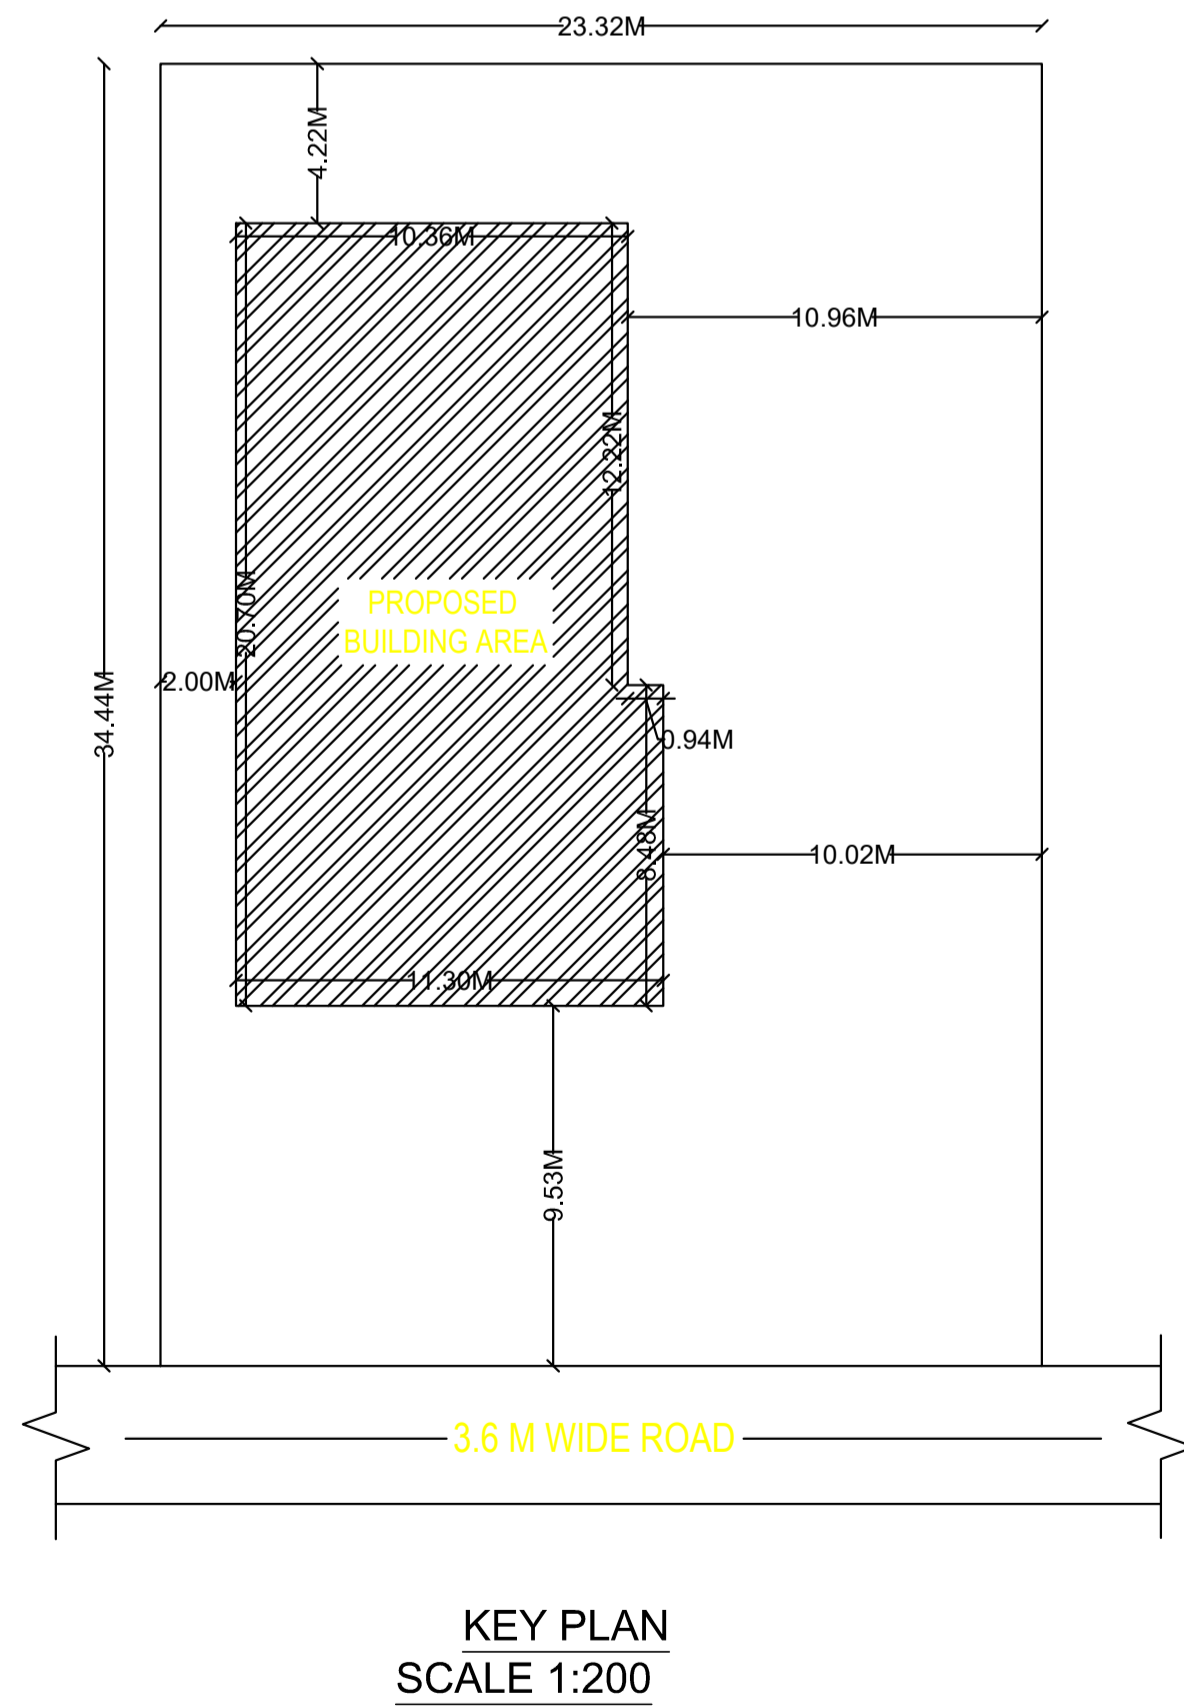 23.32M
4.22M
10.36M
10.96M
12.22M
PROPOSED
BUILDING AREA
20.70M
2.00M
34.44M
0.94M
8.48M
10.02M
11.30M
9.53M
3.6 M WIDE ROAD
KEY PLAN
SCALE 1:200